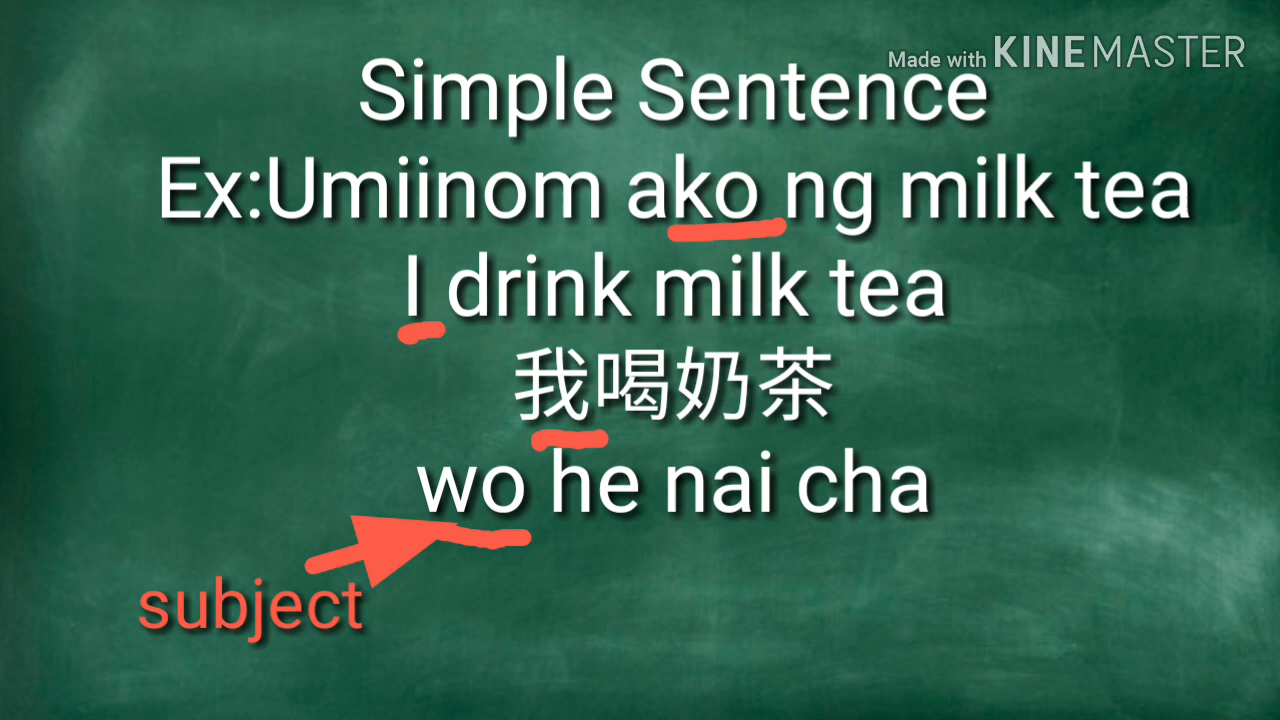 Made with KINEMASTER
Simple Sentence
Ex:Umiinom ako ng milk tea
I drink milk tea
我喝奶茶
wo he nai cha
subject